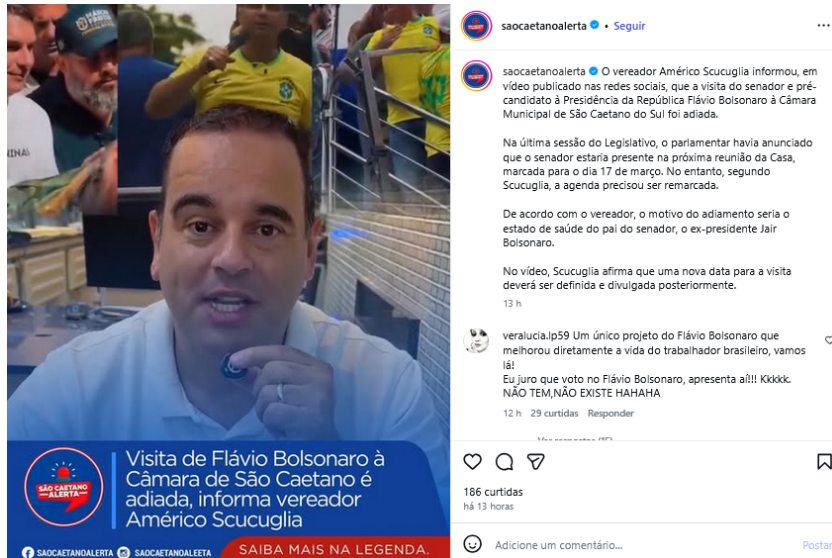 MARCOS
FREITAS
NINAS
Visita de Flávio Bolsonaro à
Câmara de São Caetano é
adiada, informa vereador
Américo Scucuglia
SÃO CAETANO
ALERTA
SAOCAETANOALERTA
SAOCAETANOALEETA
SAIBA MAIS NA LEGENDA.
saocaetanoalerta • Seguir
saocaetanoalerta O vereador Américo Scucuglia informou, em
vídeo publicado nas redes sociais, que a visita do senador e pré-
candidato à Presidência da República Flávio Bolsonaro à Câmara
Municipal de São Caetano do Sul foi adiada.
Na última sessão do Legislativo, o parlamentar havia anunciado
que o senador estaria presente na próxima reunião da Casa,
marcada para o dia 17 de março. No entanto, segundo
Scucuglia, a agenda precisou ser remarcada.
De acordo com o vereador, o motivo do adiamento seria o
estado de saúde do pai do senador, o ex-presidente Jair
Bolsonaro.
No vídeo, Scucuglia afirma que uma nova data para a visita
deverá ser definida e divulgada posteriormente.
13 h
veralucia.lp59 Um único projeto do Flávio Bolsonaro que
melhorou diretamente a vida do trabalhador brasileiro, vamos
lá!
Eu juro que voto no Flávio Bolsonaro, apresenta aí!!! Kkkkk.
NÃO TEM,NÃO EXISTE HAHAHA
12 h 29 curtidas Responder
Ver respostas (15)
186 curtidas
há 13 horas
Adicione um comentário...
Postar